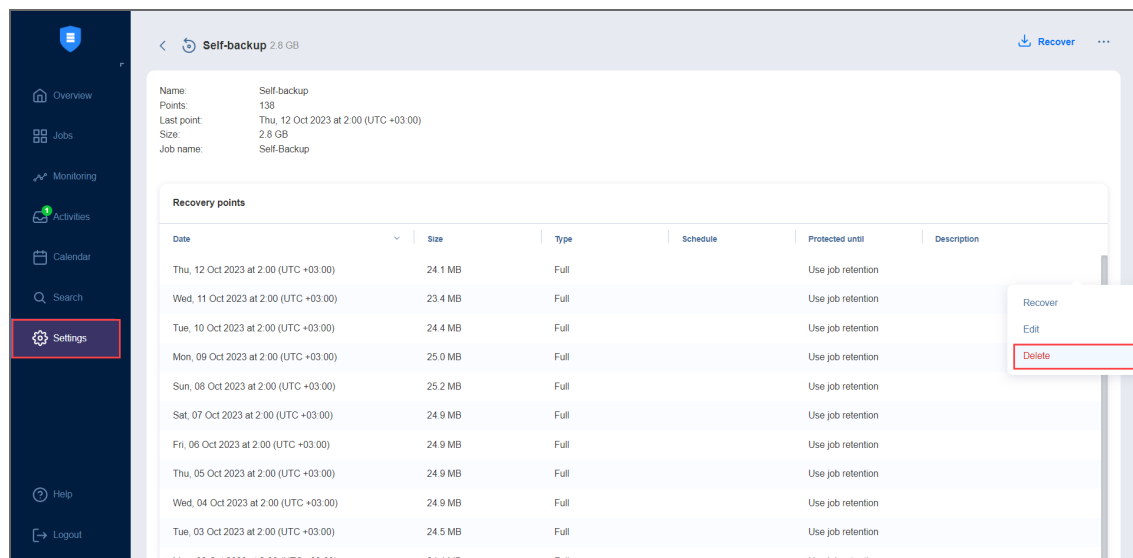 Self-backup 2.8 GB
Recover
Overview
Jobs
Monitoring
1
Activities
Calendar
Search
Settings
Help
Logout
Name: Self-backup
Points: 138
Last point: Thu, 12 Oct 2023 at 2:00 (UTC +03:00)
Size: 2.8 GB
Job name: Self-Backup
Recovery points
Date Size Type Schedule Protected until Description
Thu, 12 Oct 2023 at 2:00 (UTC +03:00) 24.1 MB Full Use job retention
Wed, 11 Oct 2023 at 2:00 (UTC +03:00) 23.4 MB Full Use job retention
Tue, 10 Oct 2023 at 2:00 (UTC +03:00) 24.4 MB Full Use job retention
Mon, 09 Oct 2023 at 2:00 (UTC +03:00) 25.0 MB Full Use job retention
Sun, 08 Oct 2023 at 2:00 (UTC +03:00) 25.2 MB Full Use job retention
Sat, 07 Oct 2023 at 2:00 (UTC +03:00) 24.9 MB Full Use job retention
Fri, 06 Oct 2023 at 2:00 (UTC +03:00) 24.9 MB Full Use job retention
Thu, 05 Oct 2023 at 2:00 (UTC +03:00) 24.9 MB Full Use job retention
Wed, 04 Oct 2023 at 2:00 (UTC +03:00) 24.9 MB Full Use job retention
Tue, 03 Oct 2023 at 2:00 (UTC +03:00) 24.5 MB Full Use job retention
Recover
Edit
Delete